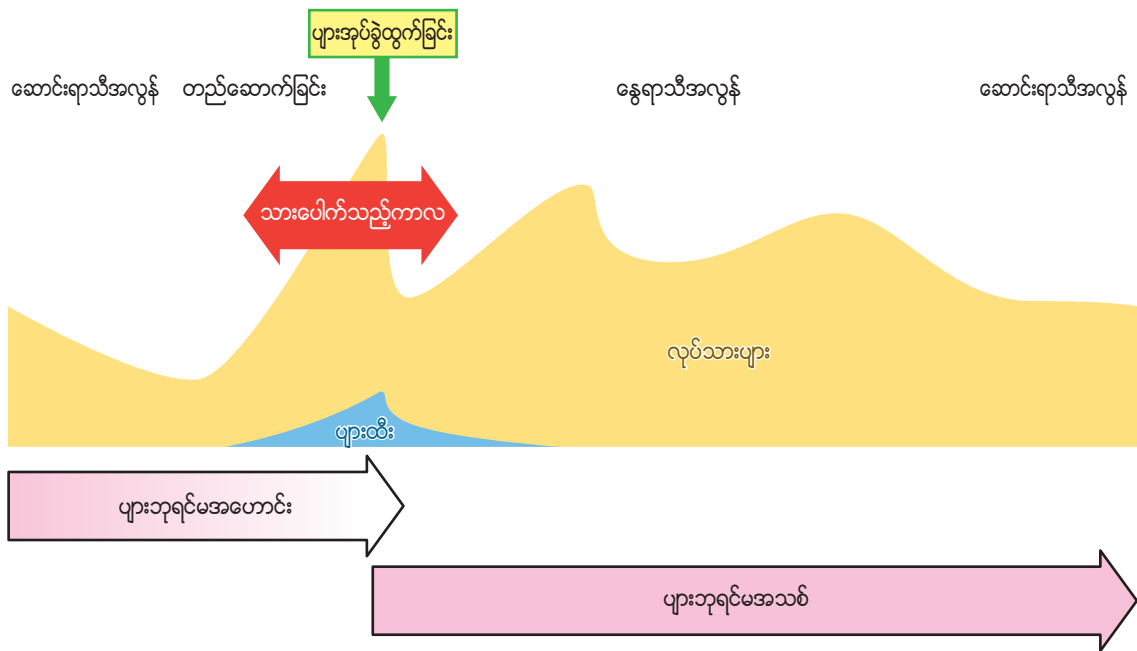 ပျားအုပ်ခွဲထွက်ခြင်း
ဆောင်းရာသီအလွန် တည်ဆောက်ခြင်း နွေရာသီအလွန် ဆောင်းရာသီအလွန်
သားပေါက်သည့်ကာလ
လုပ်သားပျား
ပျားထီး
ပျားဘုရင်မအဟောင်း
ပျားဘုရင်မအသစ်